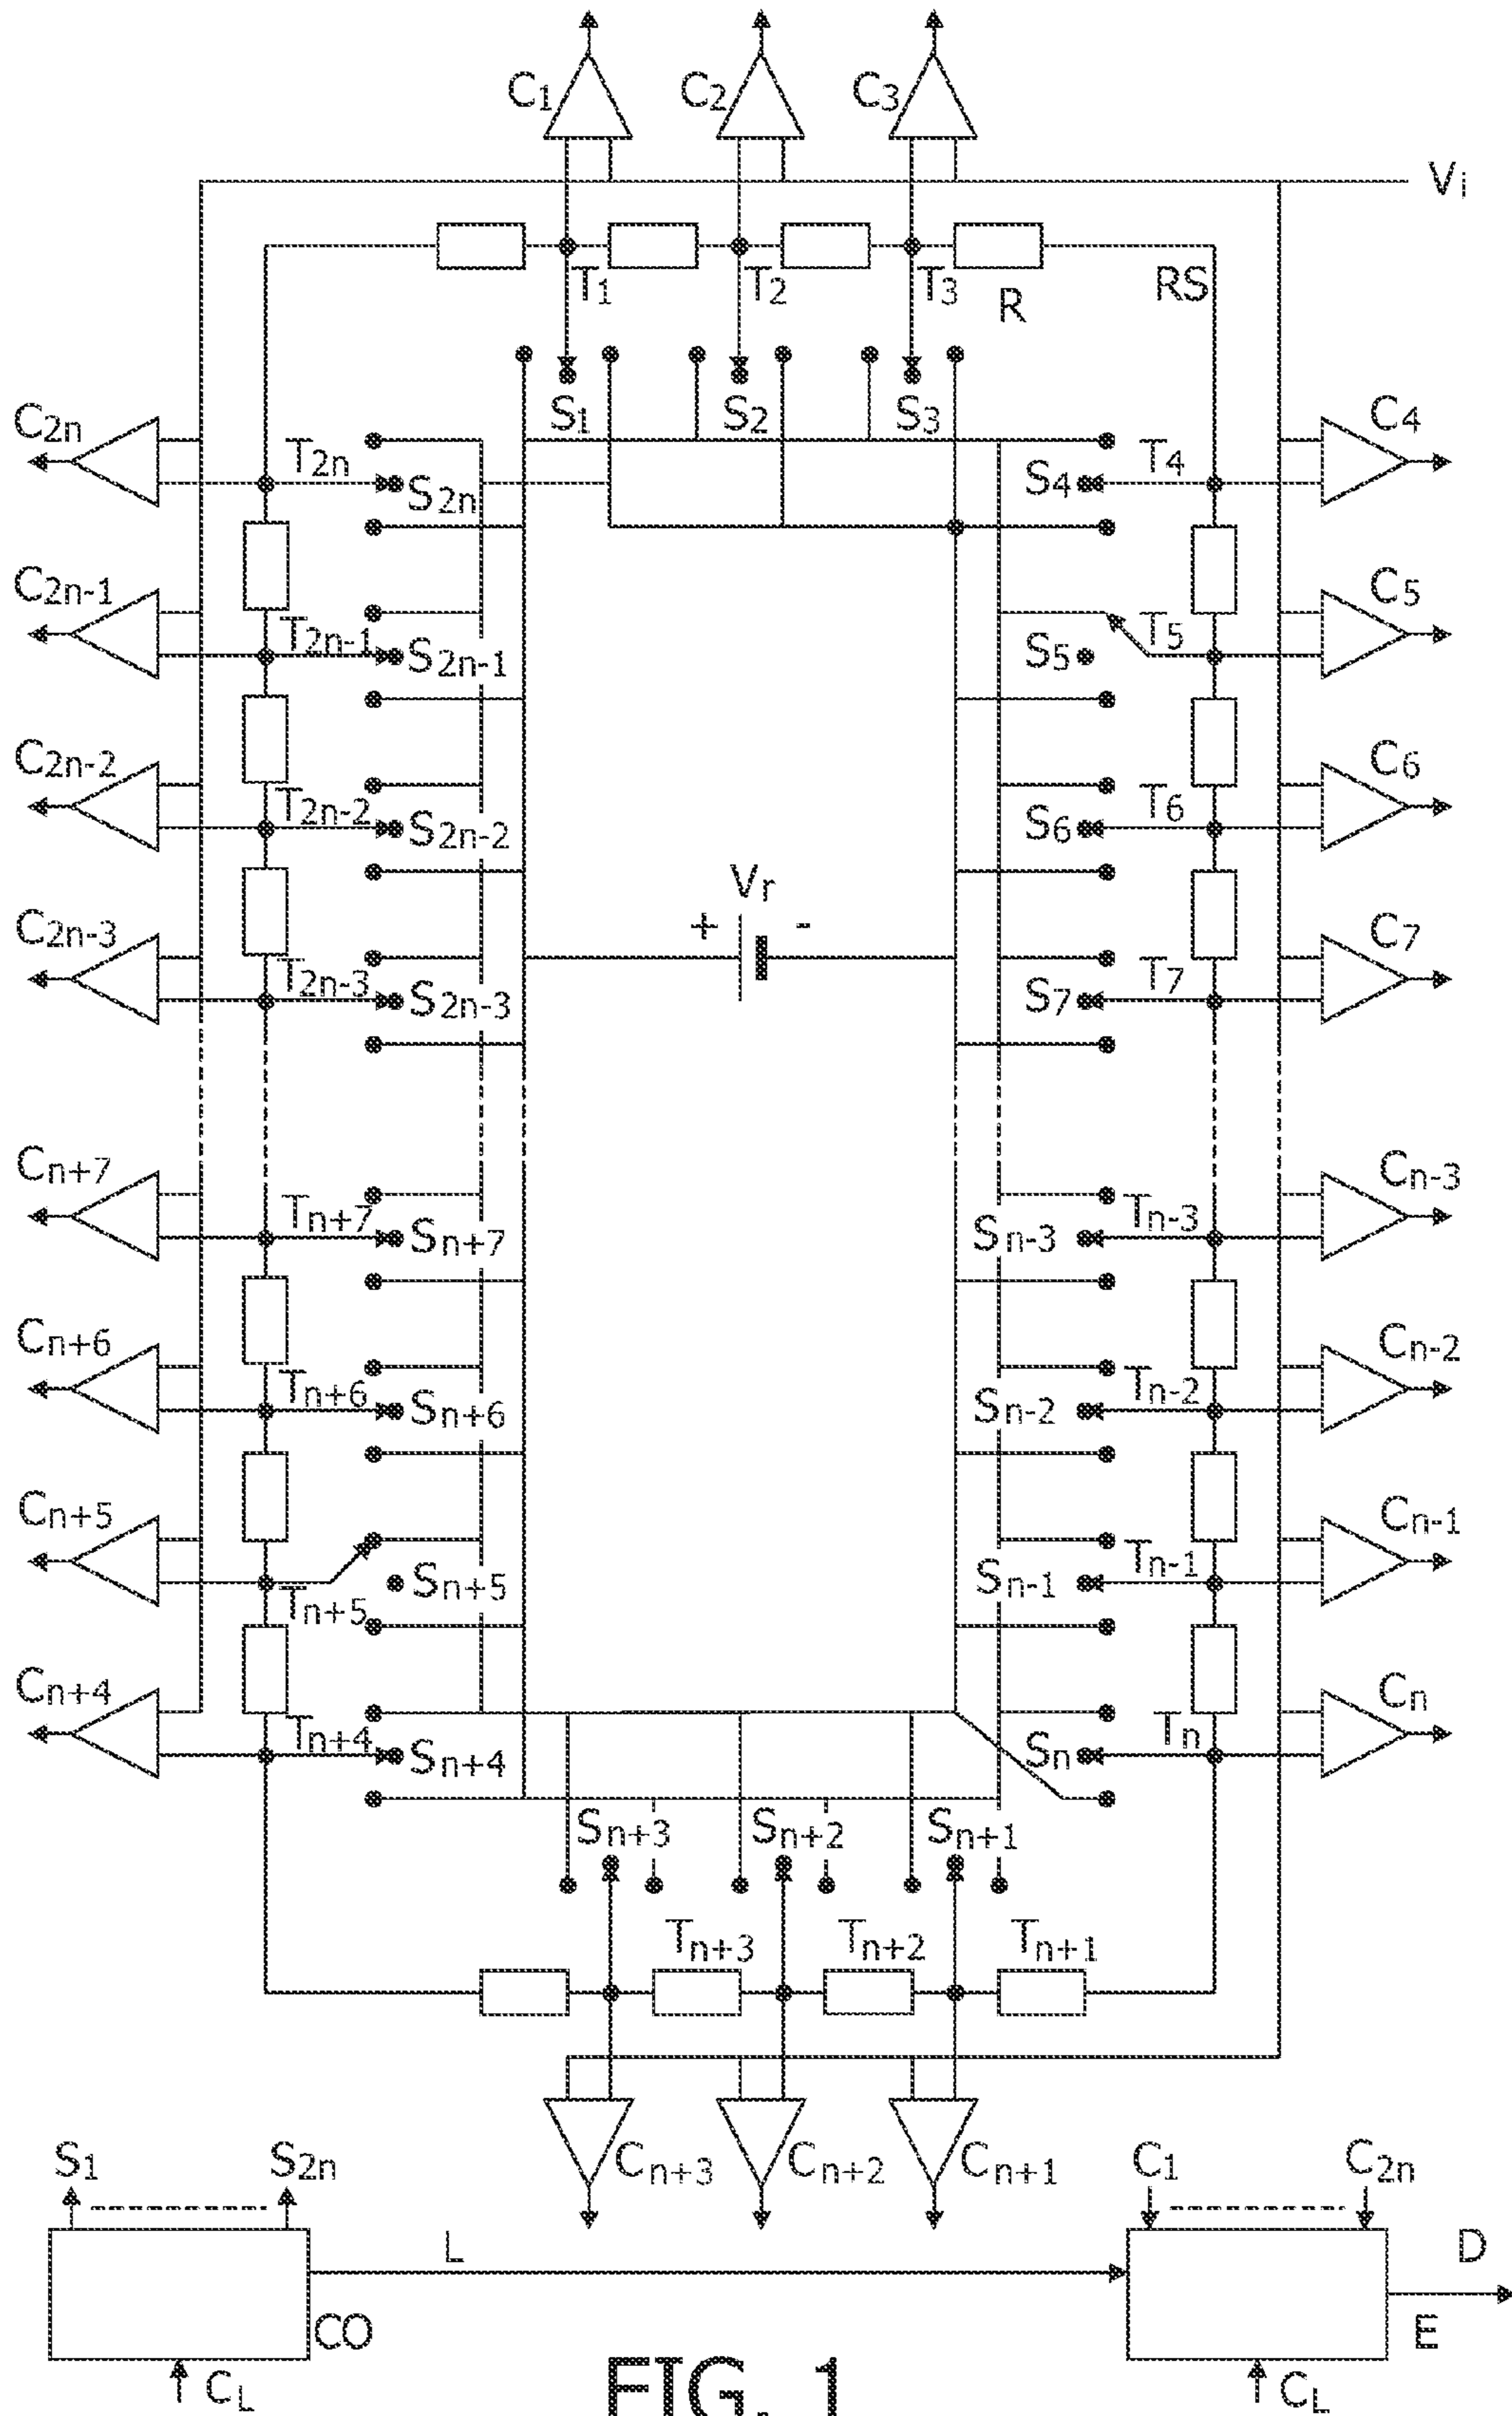 C1 C2 C3
Vi
T1 T2 T3 R RS
S1 S2 S3
C2n T2n S2n S4 T4 C4
C2n-1 T2n-1 S2n-1 S5 T5 C5
C2n-2 T2n-2 S2n-2 S6 T6 C6
Vr
+ -
C2n-3 T2n-3 S2n-3 S7 T7 C7
Cn+7 Tn+7 Sn+7 Sn-3 Tn-3 Cn-3
Cn+6 Tn+6 Sn+6 Sn-2 Tn-2 Cn-2
Cn+5 Tn+5 Sn+5 Sn-1 Tn-1 Cn-1
Cn+4 Tn+4 Sn+4 Sn Tn Cn
Sn+3 Sn+2 Sn+1
Tn+3 Tn+2 Tn+1
Cn+3 Cn+2 Cn+1
S1 S2n C1 C2n
L D
CO E
CL CL
FIG. 1